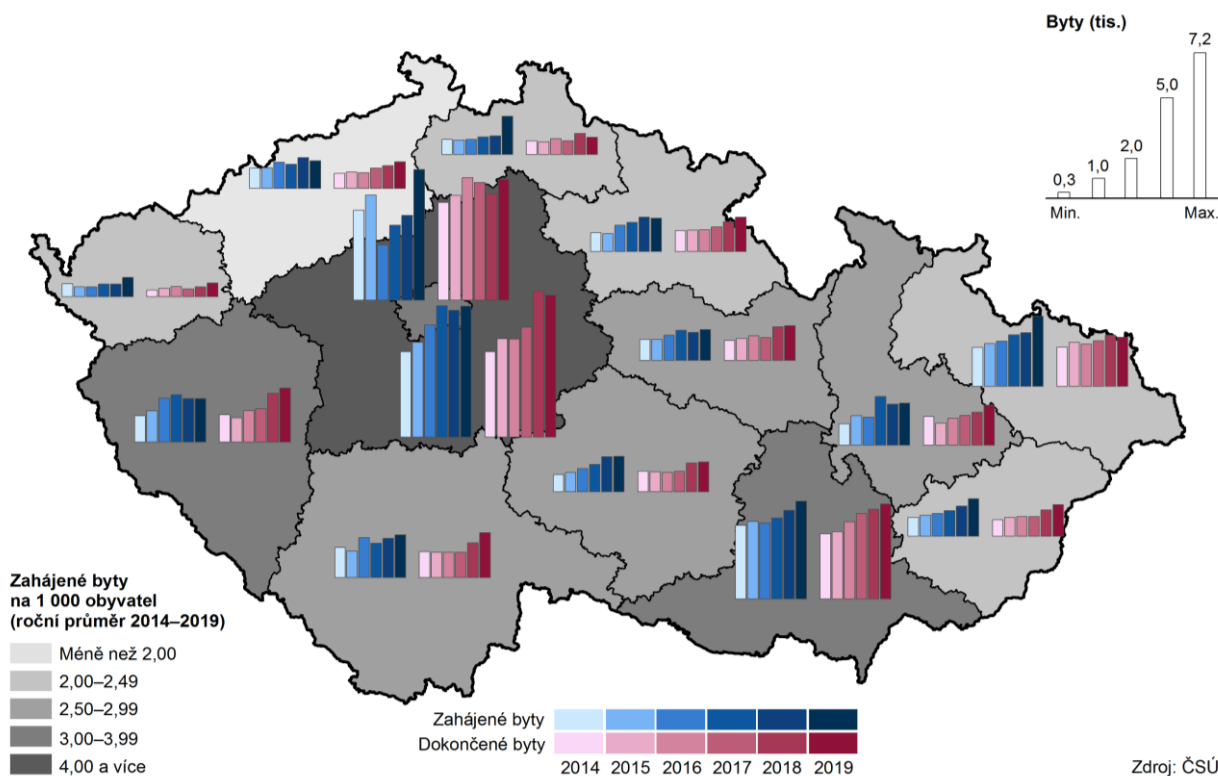 Byty (tis.)
7,2
5,0
2,0
1,0
0,3
Min.
Max.
Zahájené byty
na 1 000 obyvatel
(roční průměr 2014–2019)
Méně než 2,00
2,00–2,49
2,50–2,99
3,00–3,99
4,00 a více
Zahájené byty
Dokončené byty
2014 2015 2016 2017 2018 2019
Zdroj: ČSÚ